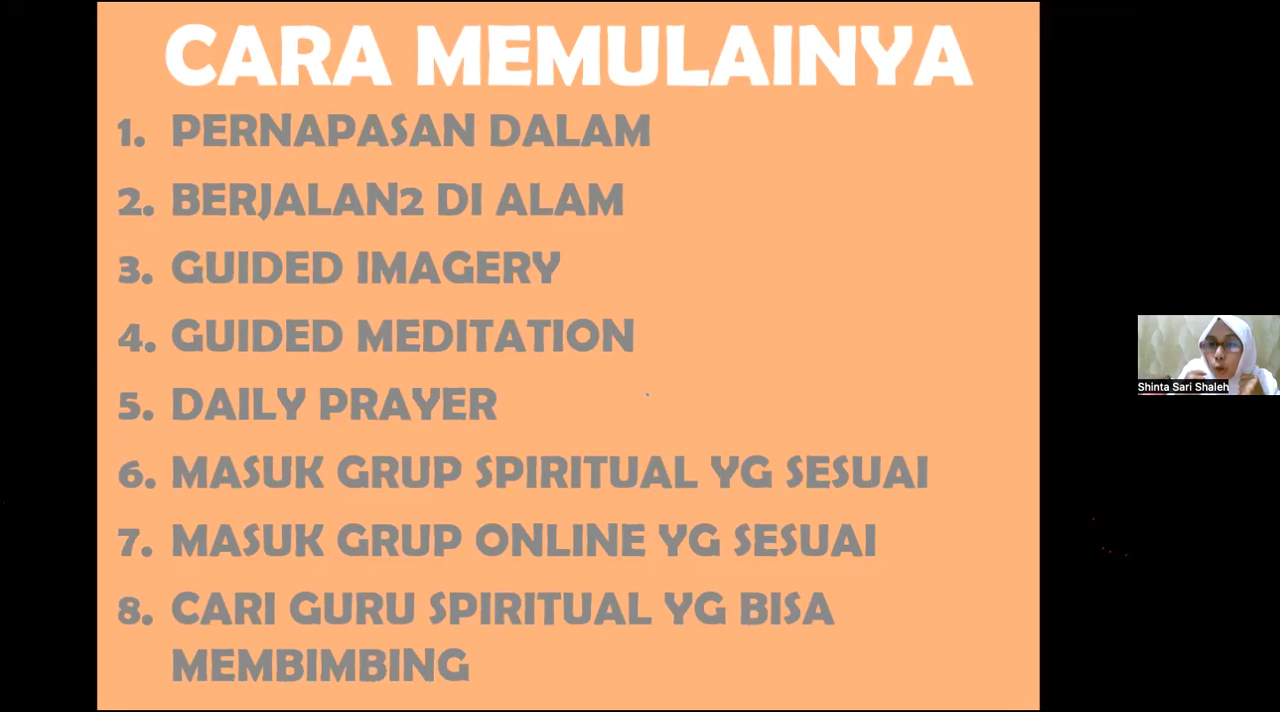 CARA MEMULAINYA
1. PERNAPASAN DALAM
2. BERJALAN2 DI ALAM
3. GUIDED IMAGERY
4. GUIDED MEDITATION
5. DAILY PRAYER
6. MASUK GRUP SPIRITUAL YG SESUAI
7. MASUK GRUP ONLINE YG SESUAI
8. CARI GURU SPIRITUAL YG BISA
MEMBIMBING
Shinta Sari Shaleh